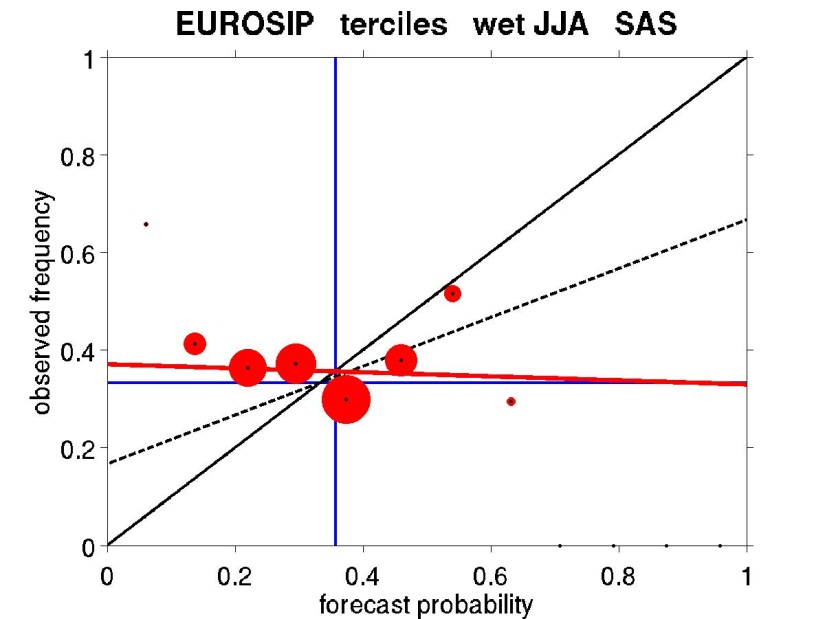 EUROSIP terciles wet JJA SAS
1
0.8
0.6
0.4
0.2
0
observed frequency
0 0.2 0.4 0.6 0.8 1
forecast probability